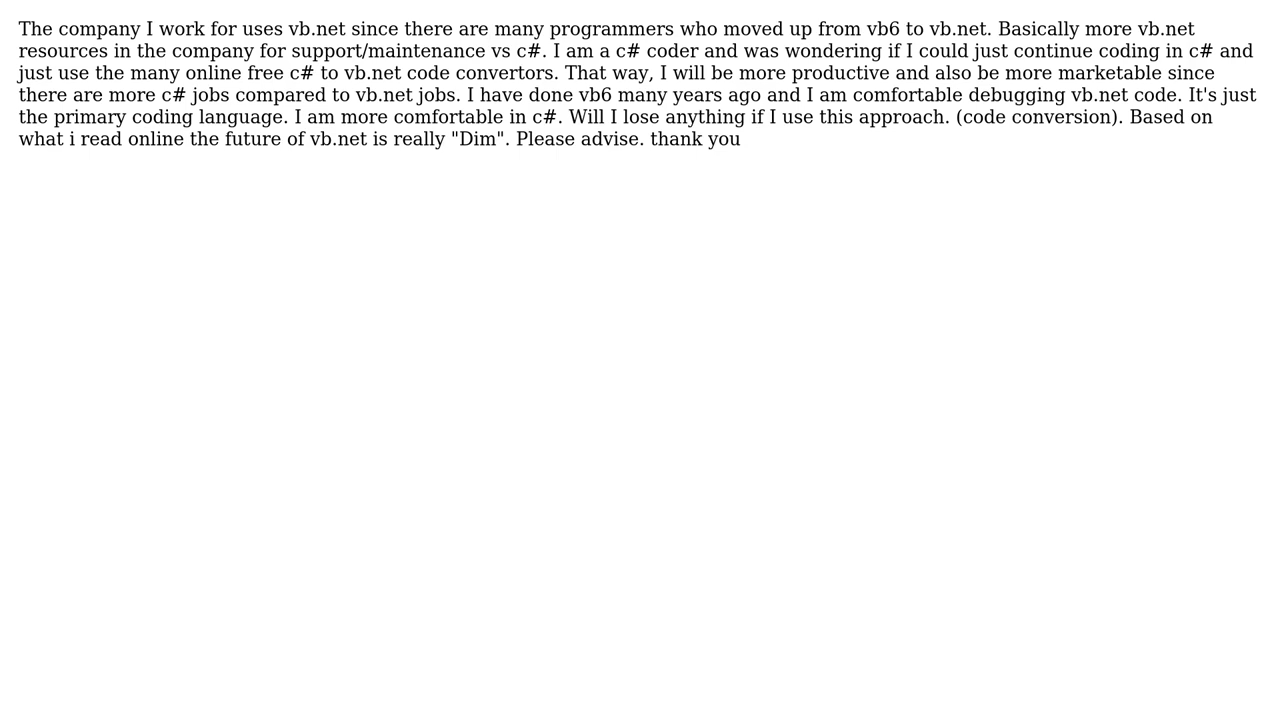 The company I work for uses vb.net since there are many programmers who moved up from vb6 to vb.net. Basically more vb.net
resources in the company for support/maintenance vs c#. I am a c# coder and was wondering if I could just continue coding in c# and
just use the many online free c# to vb.net code convertors. That way, I will be more productive and also be more marketable since
there are more c# jobs compared to vb.net jobs. I have done vb6 many years ago and I am comfortable debugging vb.net code. It's just
the primary coding language. I am more comfortable in c#. Will I lose anything if I use this approach. (code conversion). Based on
what i read online the future of vb.net is really "Dim". Please advise. thank you